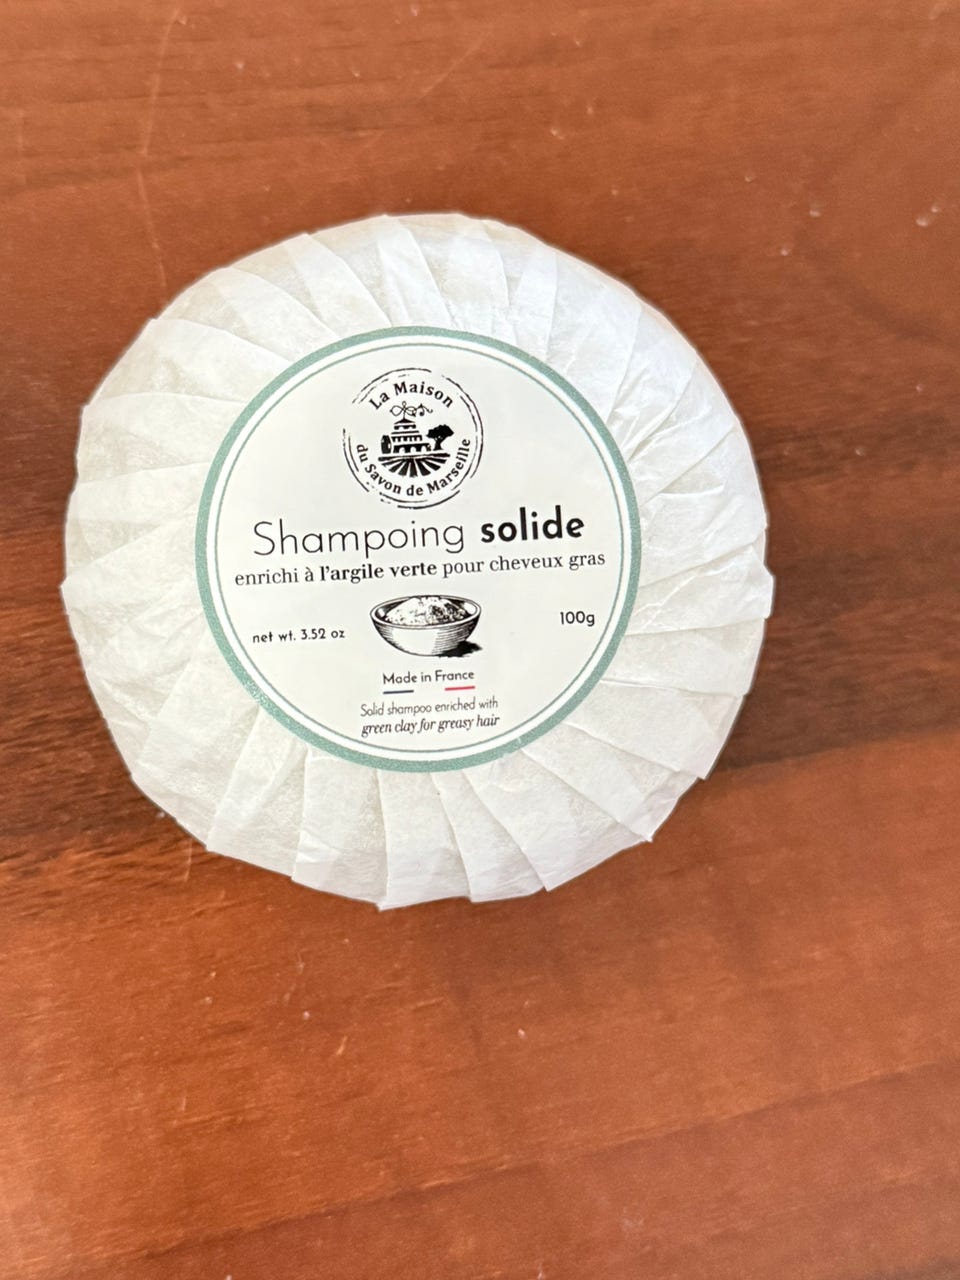 La Maison
du Savon de Marseille
Shampoing solide
enrichi à l'argile verte pour cheveux gras
net wt. 3.52 oz
100g
Made in France
Solid shampoo enriched with
green clay for greasy hair